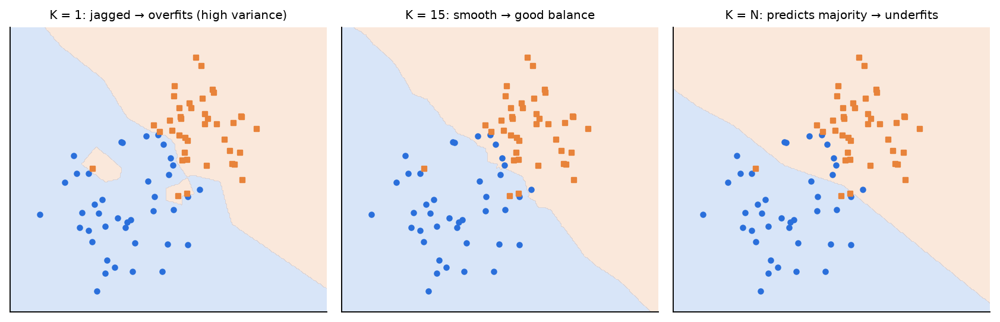 K = 1: jagged → overfits (high variance)
K = 15: smooth → good balance
K = N: predicts majority → underfits